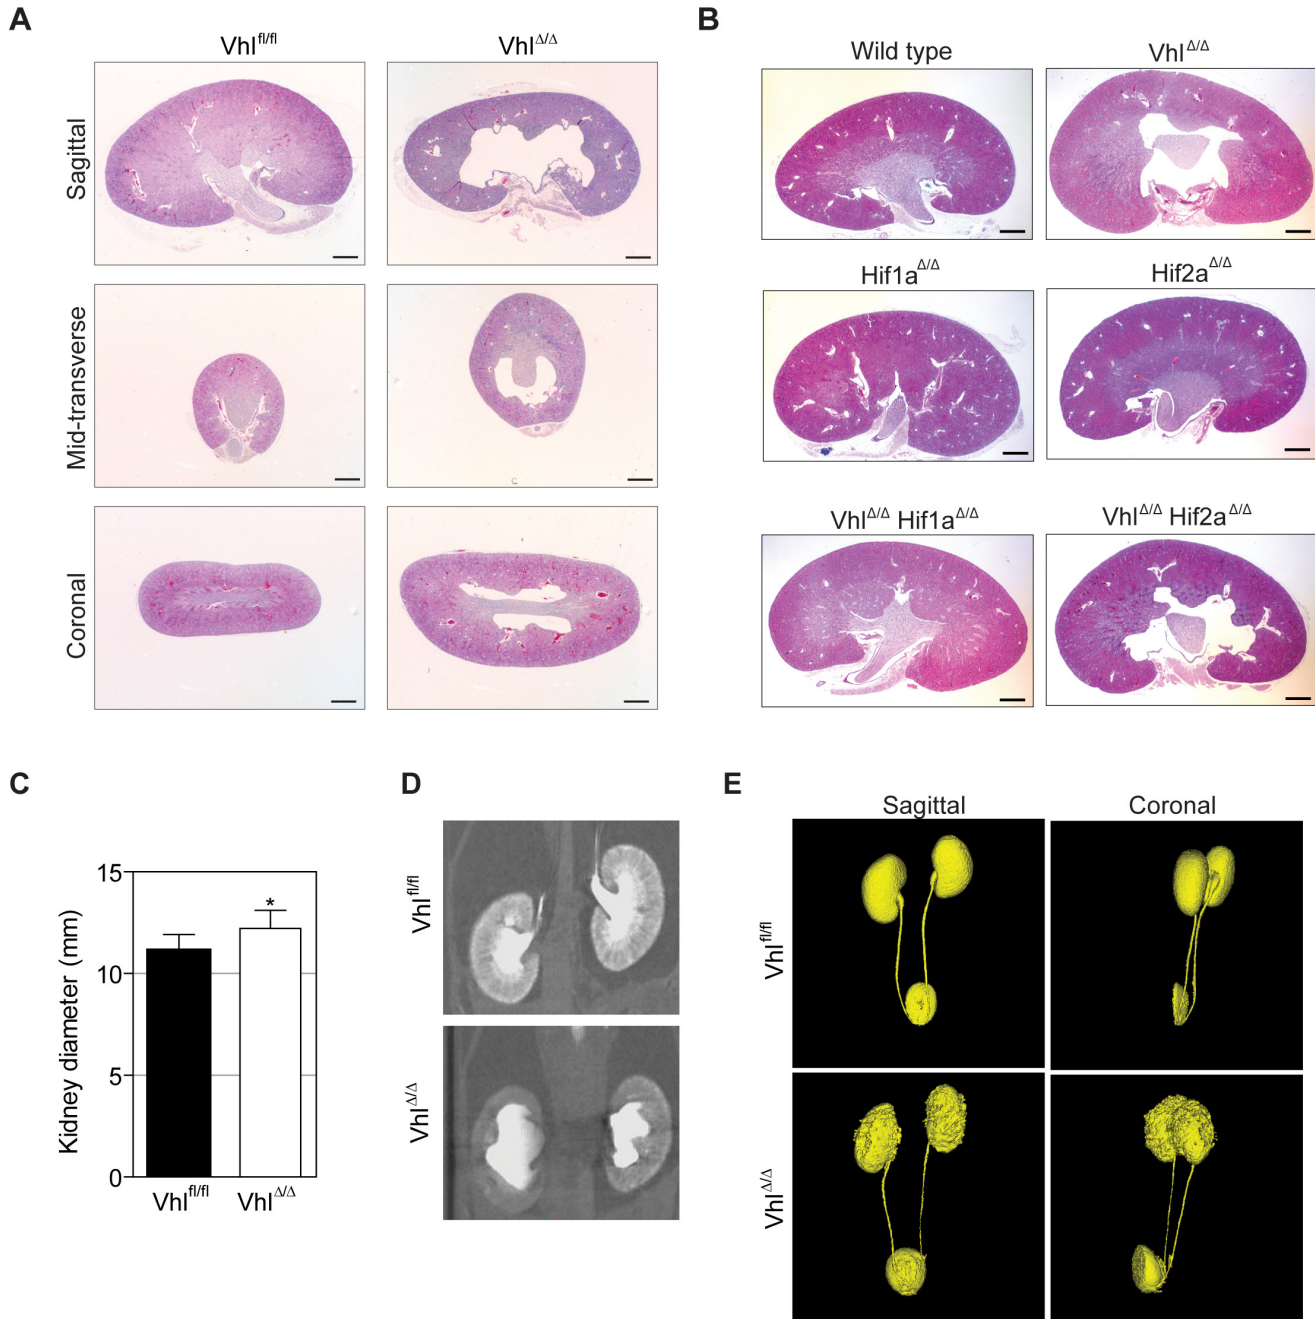 A
Vhl^fl/fl
Vhl^Δ/Δ
Sagittal
Mid-transverse
Coronal
B
Wild type
Vhl^Δ/Δ
Hif1a^Δ/Δ
Hif2a^Δ/Δ
Vhl^Δ/Δ Hif1a^Δ/Δ
Vhl^Δ/Δ Hif2a^Δ/Δ
C
Kidney diameter (mm)
15
10
5
0
*
Vhl^fl/fl
Vhl^Δ/Δ
D
Vhl^fl/fl
Vhl^Δ/Δ
E
Sagittal
Coronal
Vhl^fl/fl
Vhl^Δ/Δ